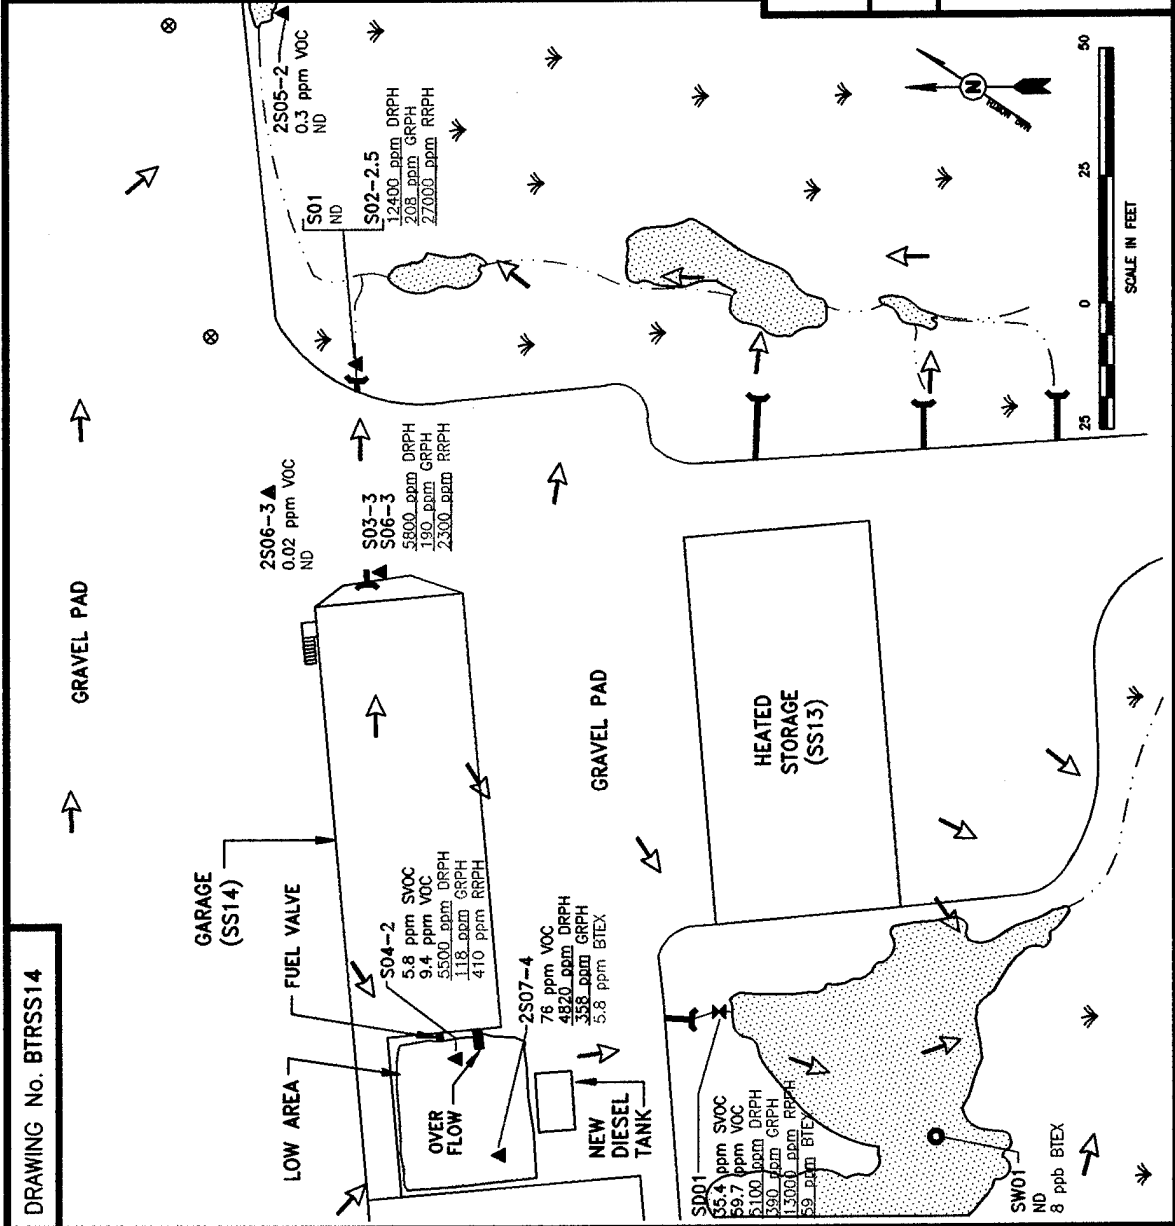 DRAWING No. BTRSS14
GRAVEL PAD
2S05-2
0.3 ppm VOC
ND
S01
ND
S02-2.5
12400 ppm DRPH
208 ppm GRPH
27000 ppm RRPH
2S06-3
0.02 ppm VOC
ND
S03-3
S06-3
5800 ppm DRPH
190 ppm GRPH
2300 ppm RRPH
GARAGE
(SS14)
FUEL VALVE
LOW AREA
S04-2
5.8 ppm SVOC
9.4 ppm VOC
5500 ppm DRPH
118 ppm GRPH
410 ppm RRPH
OVER
FLOW
2S07-4
76 ppm VOC
4820 ppm DRPH
358 ppm GRPH
5.8 ppm BTEX
NEW
DIESEL
TANK
GRAVEL PAD
HEATED
STORAGE
(SS13)
SD01
35.4 ppm SVOC
59.7 ppm VOC
5100 ppm DRPH
390 ppm GRPH
13000 ppm RRPH
59 ppm BTEX
SW01
ND
8 ppb BTEX
N
25
0
25
50
SCALE IN FEET